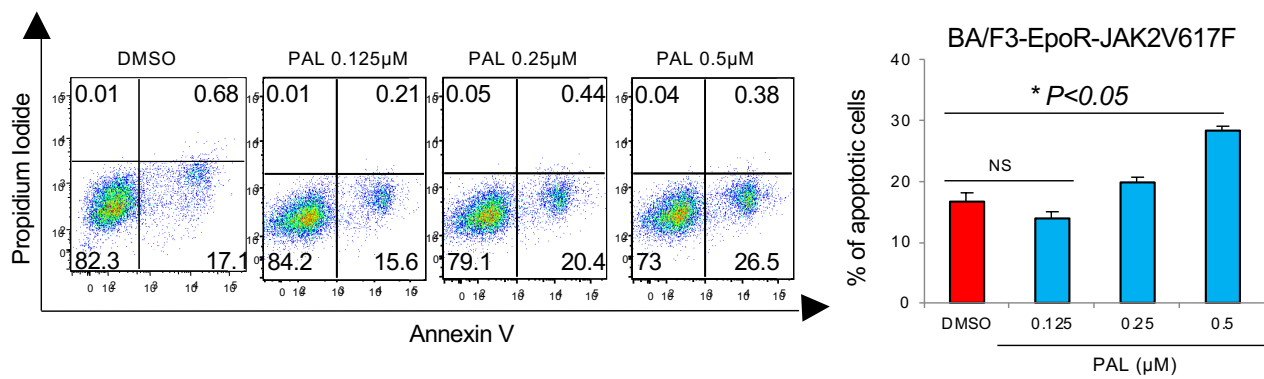 DMSO
PAL 0.125µM
PAL 0.25µM
PAL 0.5µM
0.01 0.68
82.3 17.1
0.01 0.21
84.2 15.6
0.05 0.44
79.1 20.4
0.04 0.38
73 26.5
Propidium Iodide
Annexin V
BA/F3-EpoR-JAK2V617F
% of apoptotic cells
40
30
20
10
0
* P<0.05
NS
DMSO 0.125 0.25 0.5
PAL (µM)